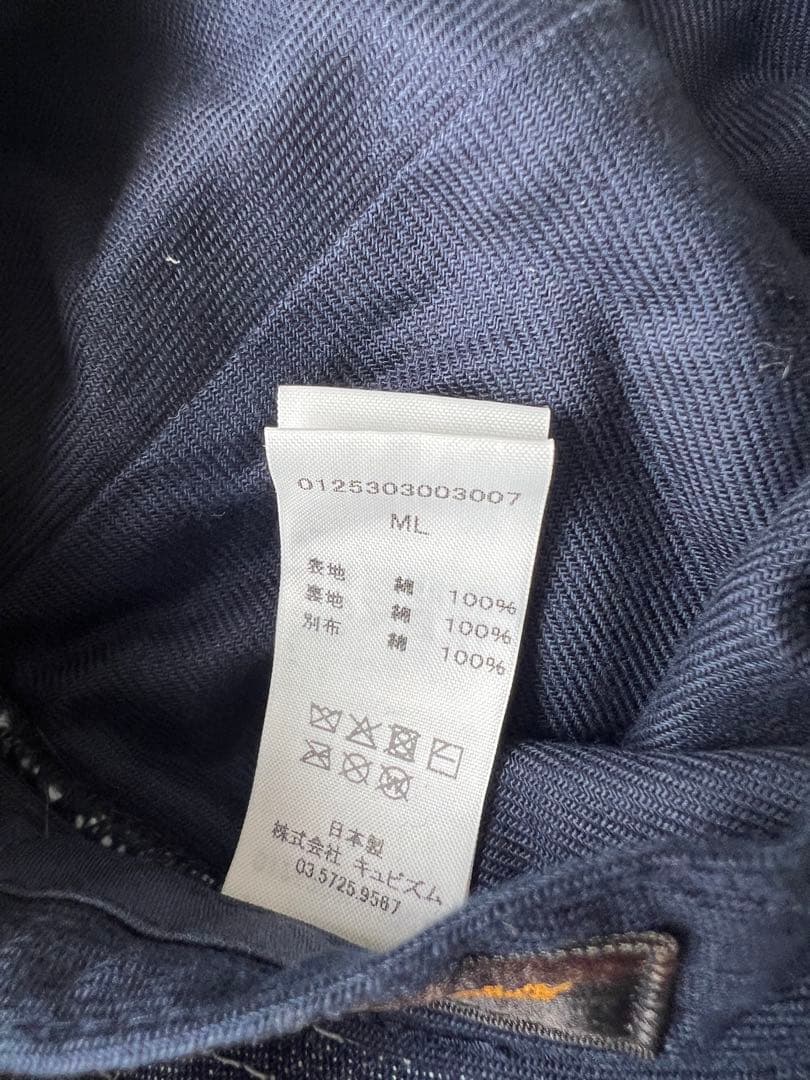 0125303003007
ML
表地 綿 100%
裏地 綿 100%
別布 綿 100%
日本製
株式会社 キュビズム
03.5725.9567